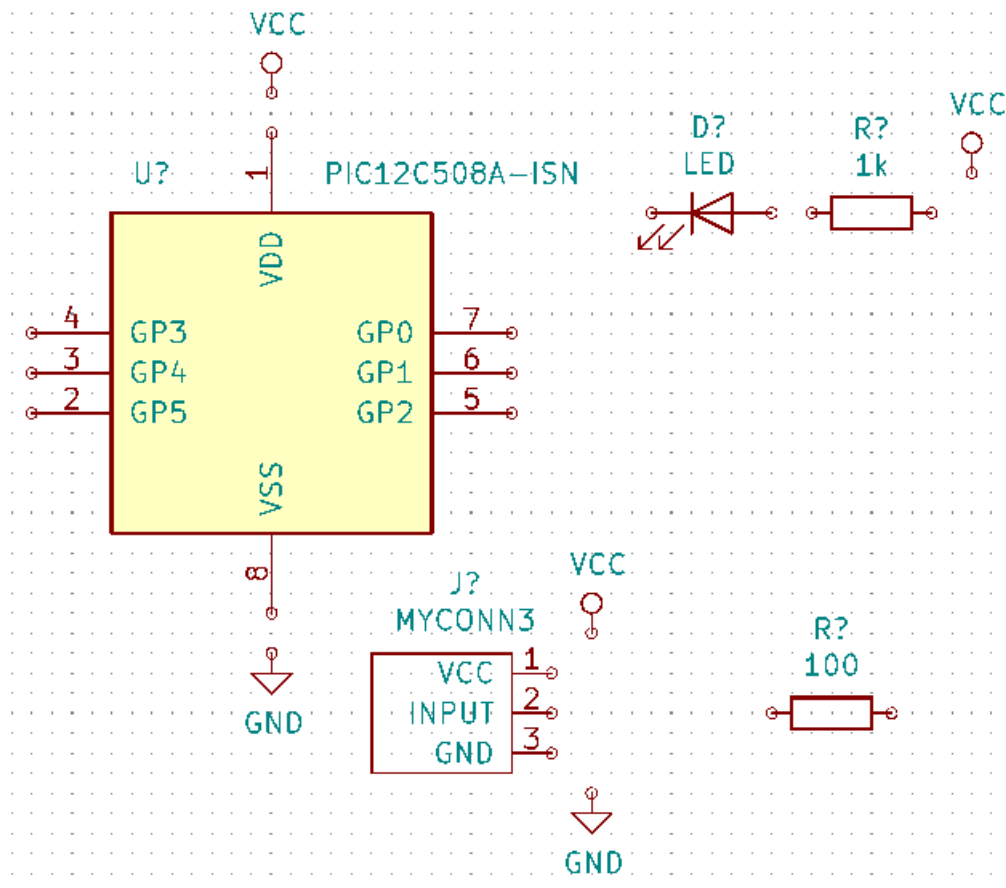 VCC
VCC
D?
R?
LED
1k
U?
1
PIC12C508A-ISN
VDD
4
GP3
GP0
7
3
GP4
GP1
6
2
GP5
GP2
5
VSS
8
VCC
J?
MYCONN3
R?
100
VCC
1
INPUT
2
GND
3
GND
GND